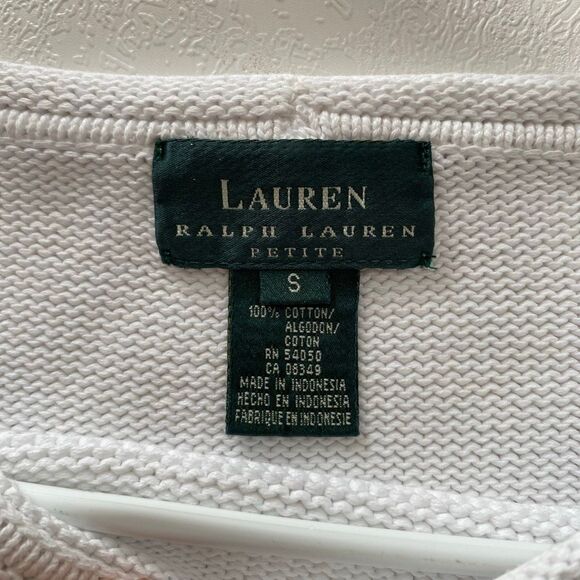 LAUREN
RALPH LAUREN
PETITE
S
100% COTTON/
ALGODON/
COTON
RN 54050
CA 08349
MADE IN INDONESIA
HECHO EN INDONESIA
FABRIQUE EN INDONESIE